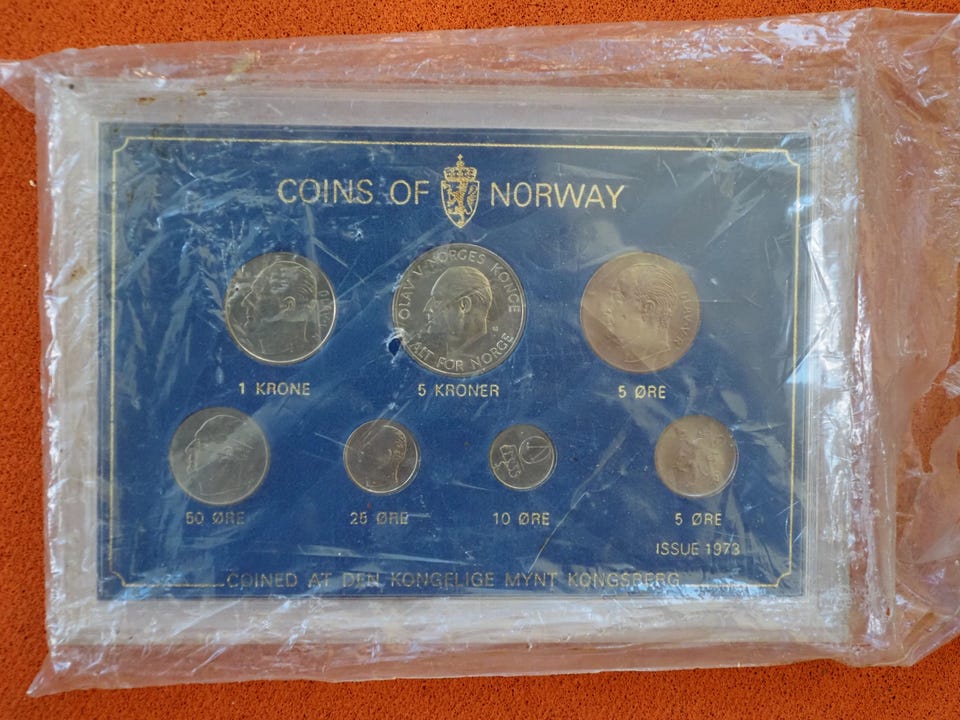 COINS OF NORWAY
OLAV V NORGES KONGE
ALT FOR NORGE
1 KRONE
5 KRONER
5 ØRE
50 ØRE
25 ØRE
10 ØRE
5 ØRE
ISSUE 1973
COINED AT DEN KONGELIGE MYNT KONGSBERG